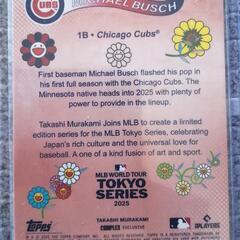 CUBS
MICHAEL BUSCH
1B • Chicago Cubs®
First baseman Michael Busch flashed his pop in
his first full season with the Chicago Cubs. The
Minnesota native heads into 2025 with plenty of
power to provide in the lineup.
Takashi Murakami Joins MLB to create a limited
edition series for the MLB Tokyo Series, celebrating
Japan's rich culture and the universal love for
baseball. A one of a kind fusion of art and sport.
MLB WORLD TOUR
TOKYO
SERIES
2025
Topps
TAKASHI MURAKAMI
COMPLEX EXCLUSIVE
PLAYERS